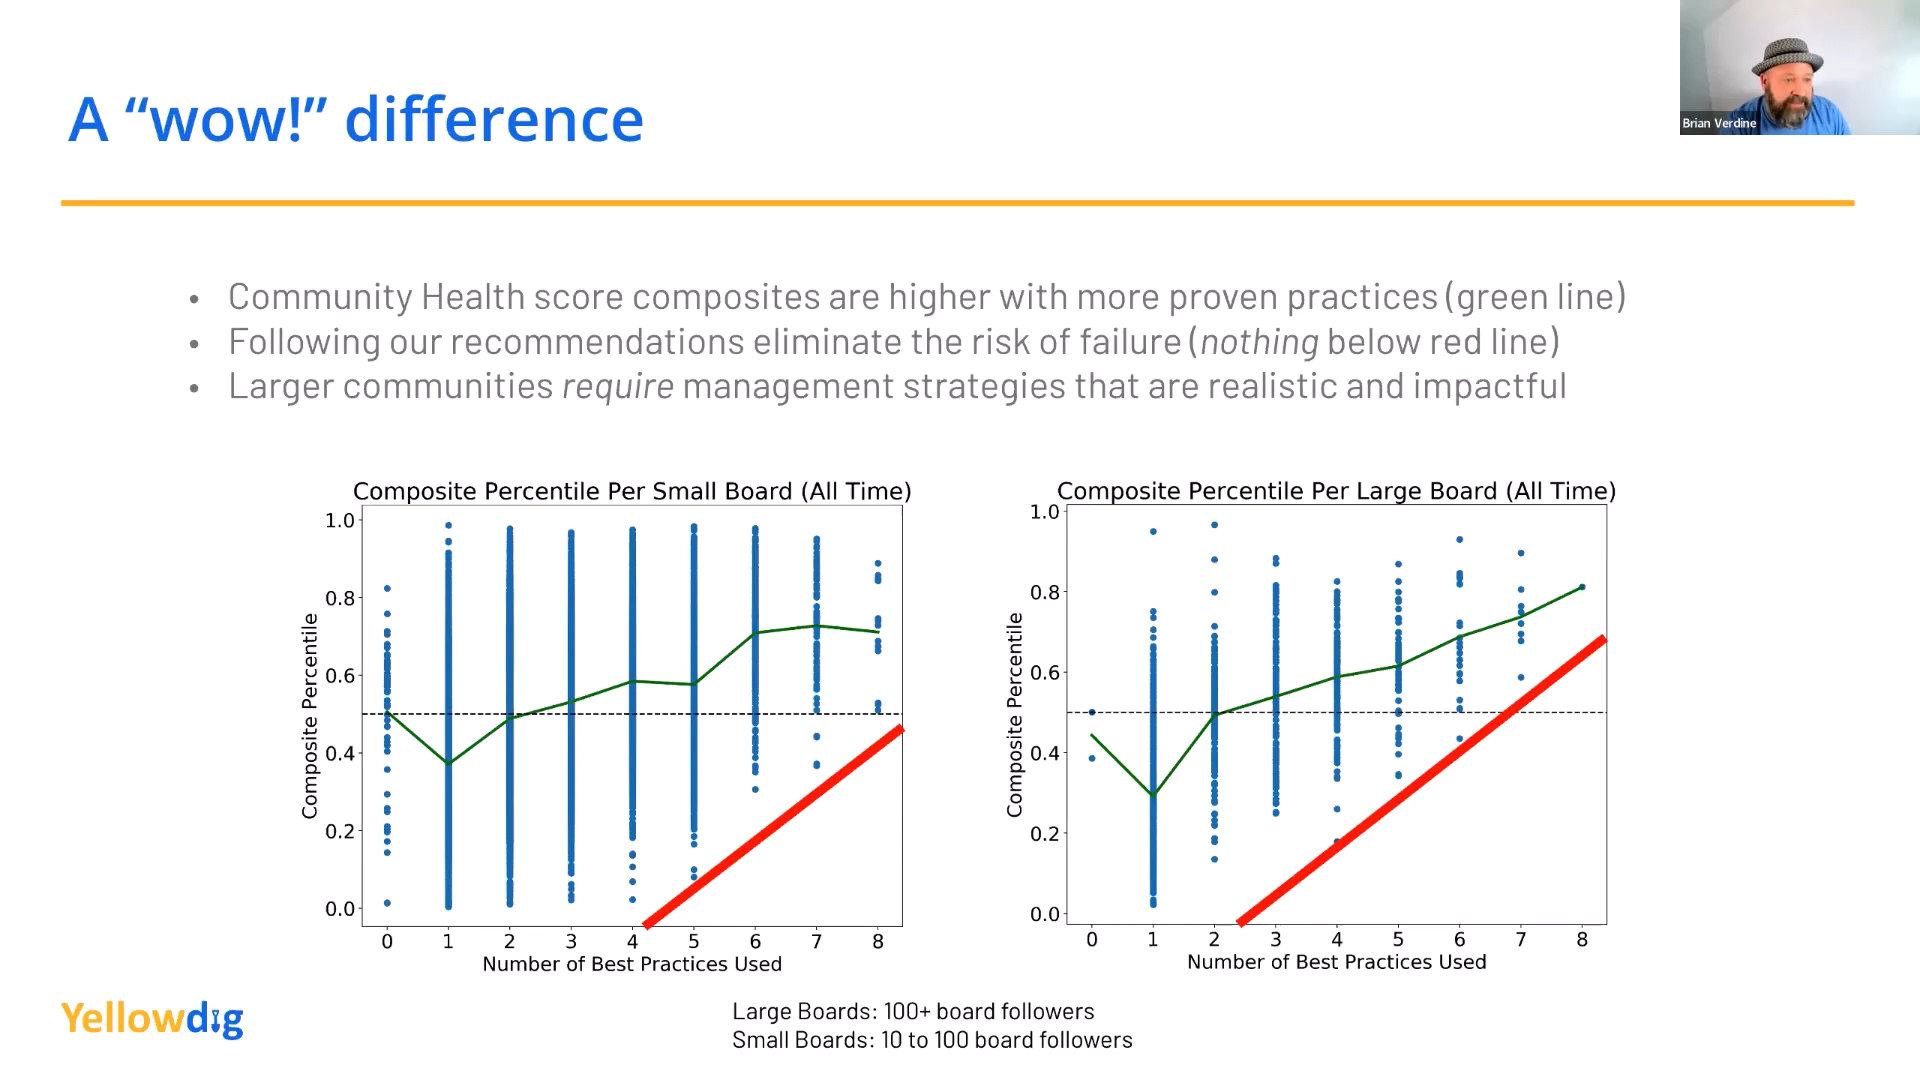 A “wow!” difference
Brian Verdine
• Community Health score composites are higher with more proven practices (green line)
• Following our recommendations eliminate the risk of failure (nothing below red line)
• Larger communities require management strategies that are realistic and impactful
Composite Percentile Per Small Board (All Time)
Composite Percentile
1.0
0.8
0.6
0.4
0.2
0.0
0 1 2 3 4 5 6 7 8
Number of Best Practices Used
Composite Percentile Per Large Board (All Time)
Composite Percentile
1.0
0.8
0.6
0.4
0.2
0.0
0 1 2 3 4 5 6 7 8
Number of Best Practices Used
Yellowdig
Large Boards: 100+ board followers
Small Boards: 10 to 100 board followers